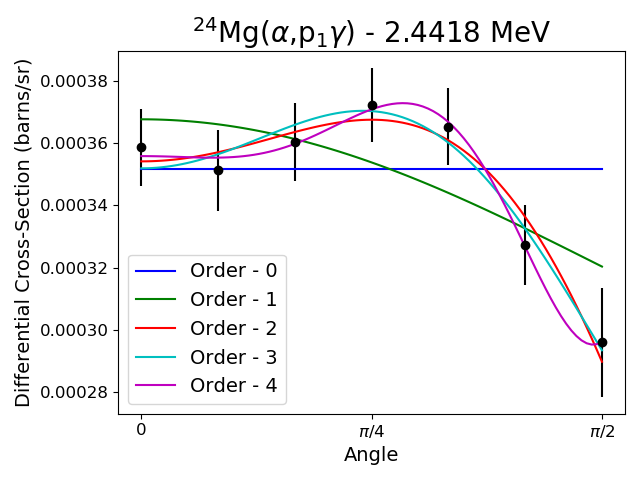 ²⁴Mg(α,p₁γ) - 2.4418 MeV
Differential Cross-Section (barns/sr)
0.00038
0.00036
0.00034
0.00032
0.00030
0.00028
Order - 0
Order - 1
Order - 2
Order - 3
Order - 4
0
π/4
π/2
Angle